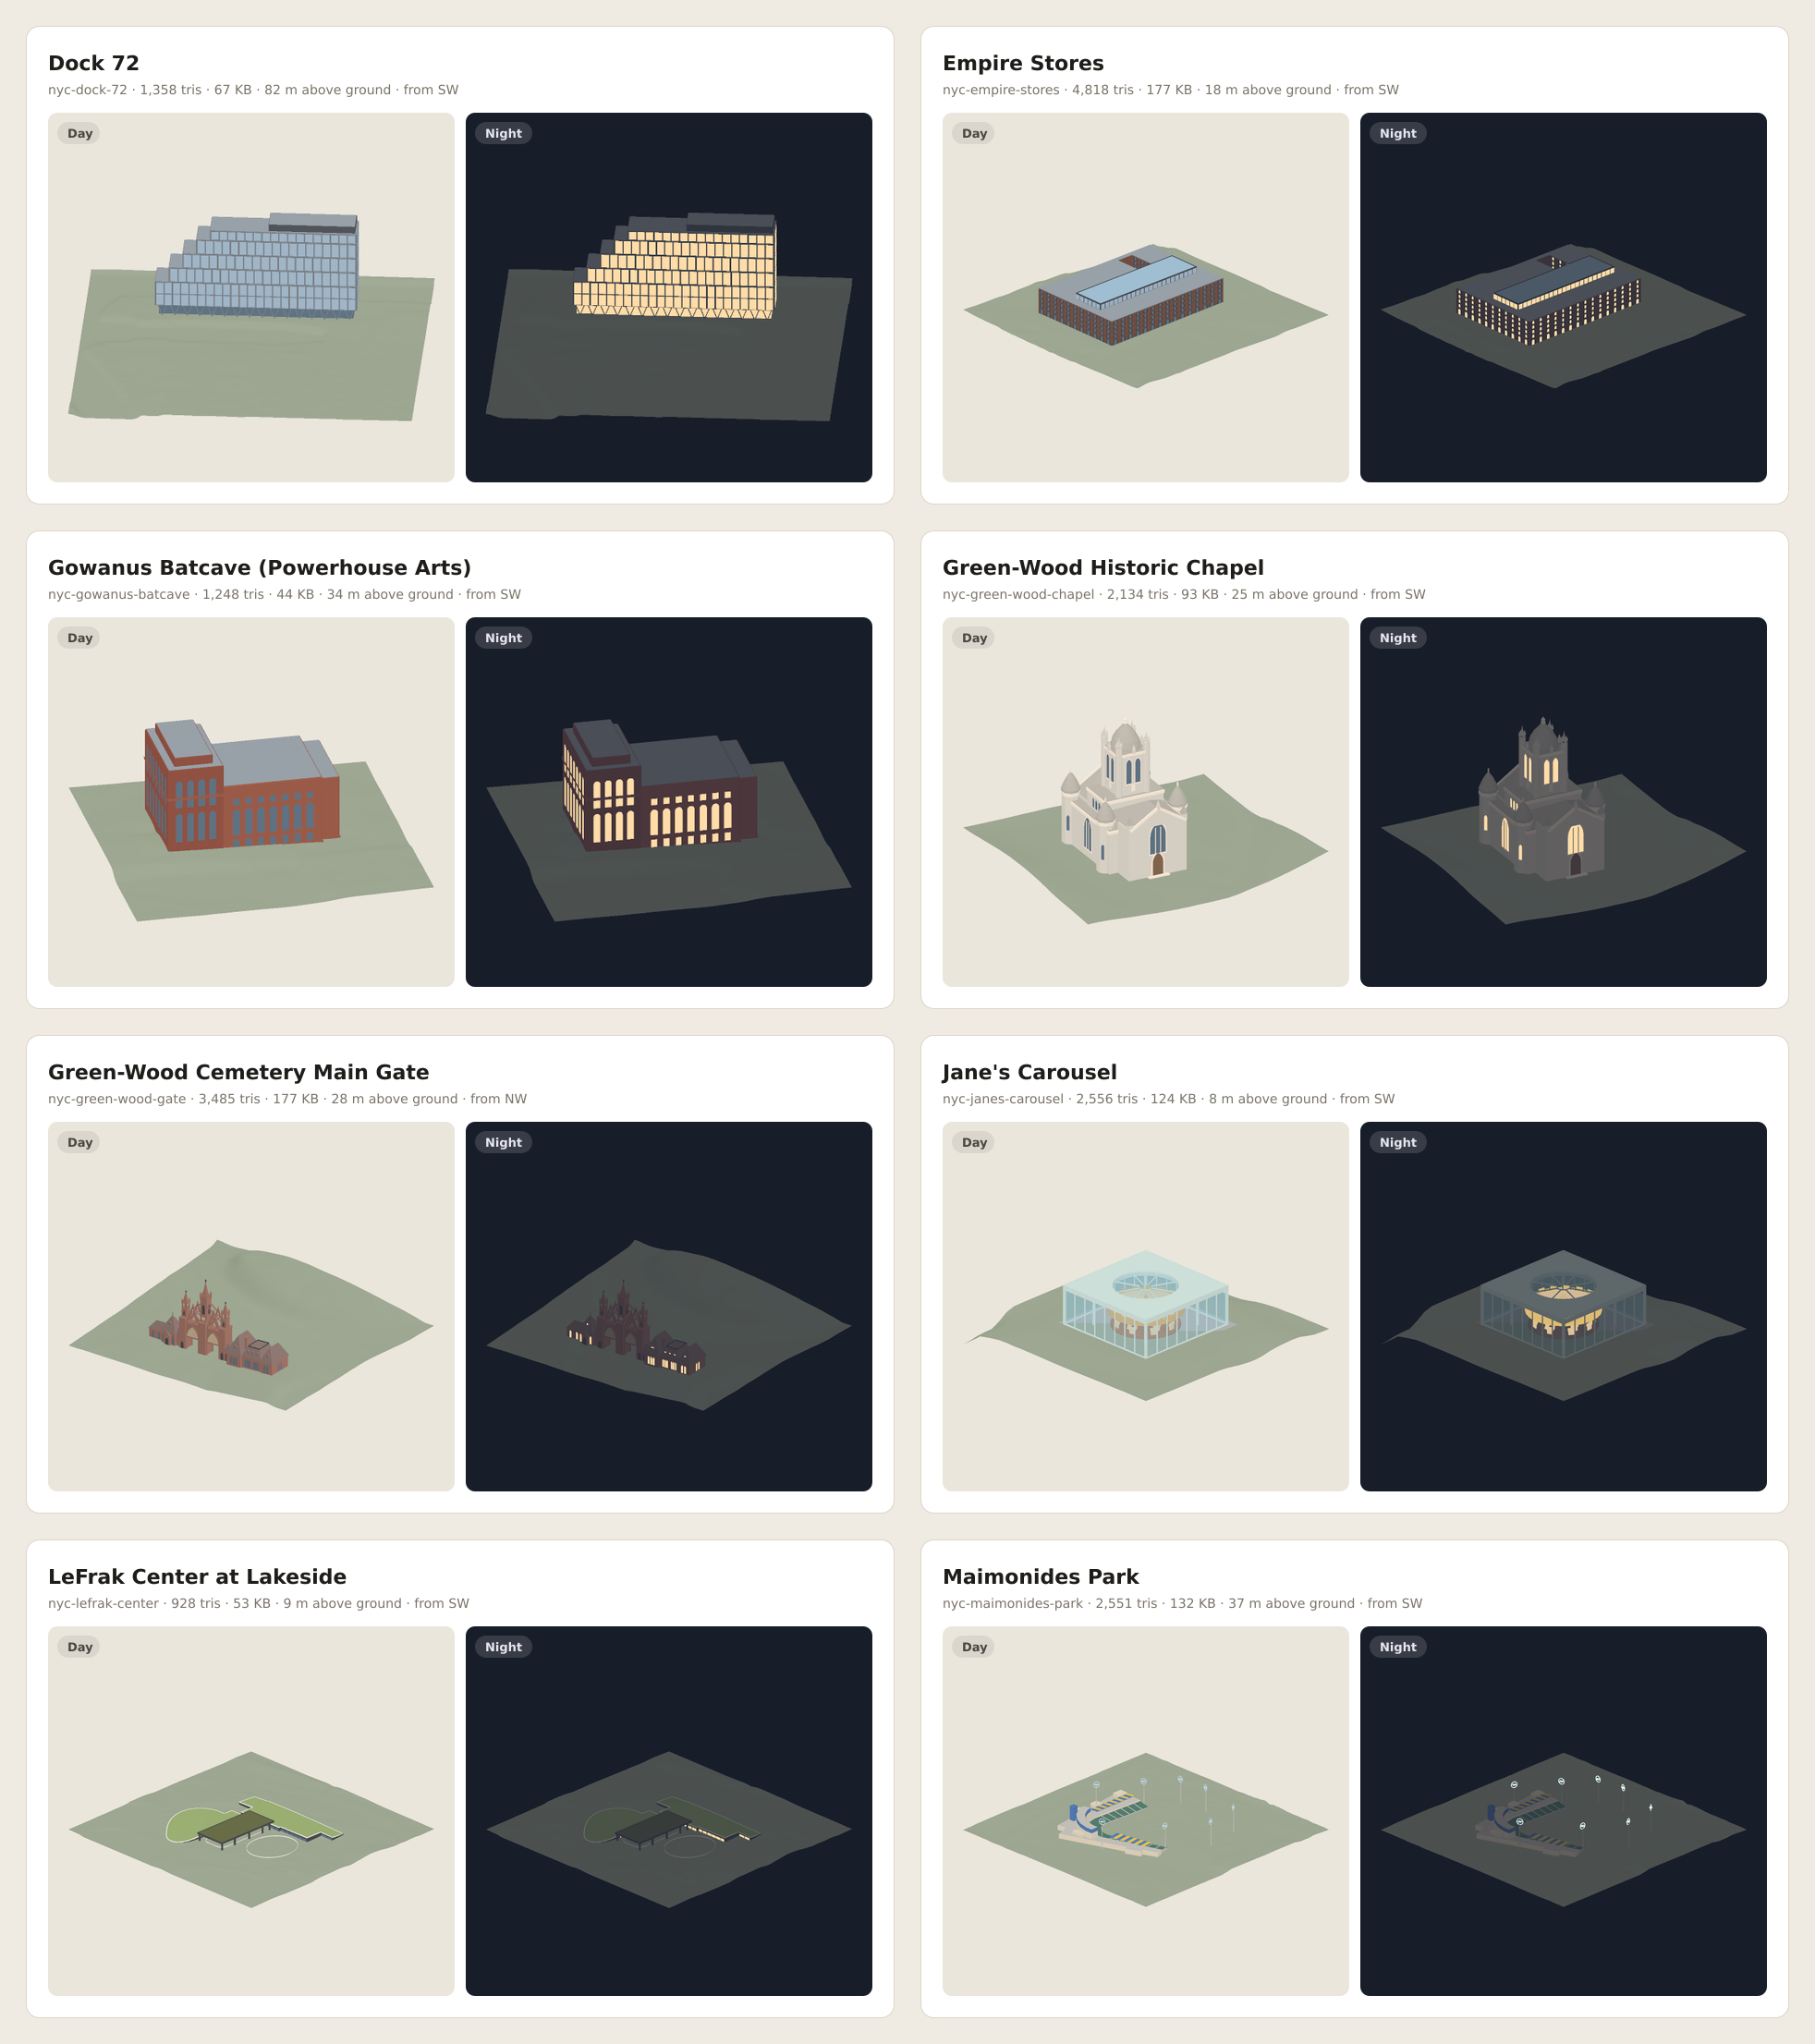 Dock 72
nyc-dock-72 · 1,358 tris · 67 KB · 82 m above ground · from SW
Day
Night
Empire Stores
nyc-empire-stores · 4,818 tris · 177 KB · 18 m above ground · from SW
Day
Night
Gowanus Batcave (Powerhouse Arts)
nyc-gowanus-batcave · 1,248 tris · 44 KB · 34 m above ground · from SW
Day
Night
Green-Wood Historic Chapel
nyc-green-wood-chapel · 2,134 tris · 93 KB · 25 m above ground · from SW
Day
Night
Green-Wood Cemetery Main Gate
nyc-green-wood-gate · 3,485 tris · 177 KB · 28 m above ground · from NW
Day
Night
Jane's Carousel
nyc-janes-carousel · 2,556 tris · 124 KB · 8 m above ground · from SW
Day
Night
LeFrak Center at Lakeside
nyc-lefrak-center · 928 tris · 53 KB · 9 m above ground · from SW
Day
Night
Maimonides Park
nyc-maimonides-park · 2,551 tris · 132 KB · 37 m above ground · from SW
Day
Night